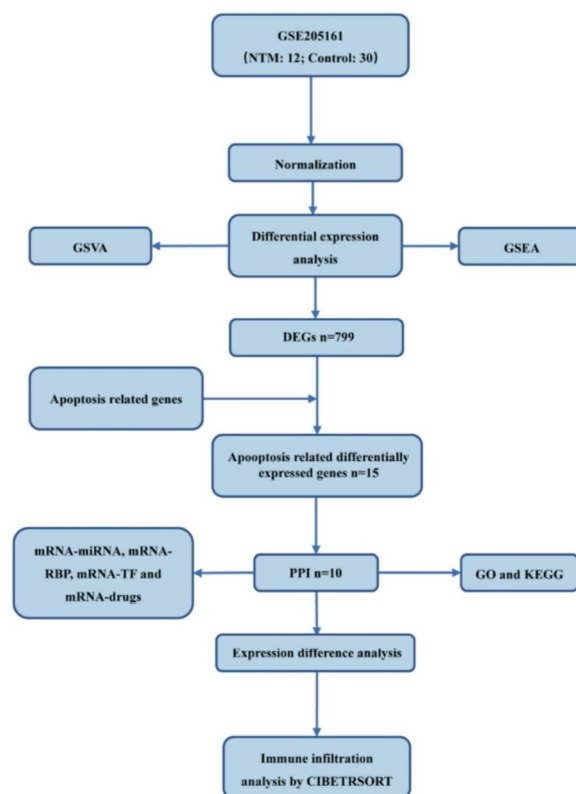 GSE205161
(NTM: 12; Control: 30)
Normalization
GSVA
Differential expression
analysis
GSEA
DEGs n=799
Apoptosis related genes
Apooptosis related differentially
expressed genes n=15
mRNA-miRNA, mRNA-
RBP, mRNA-TF and
mRNA-drugs
PPI n=10
GO and KEGG
Expression difference analysis
Immune infiltration
analysis by CIBETRSORT